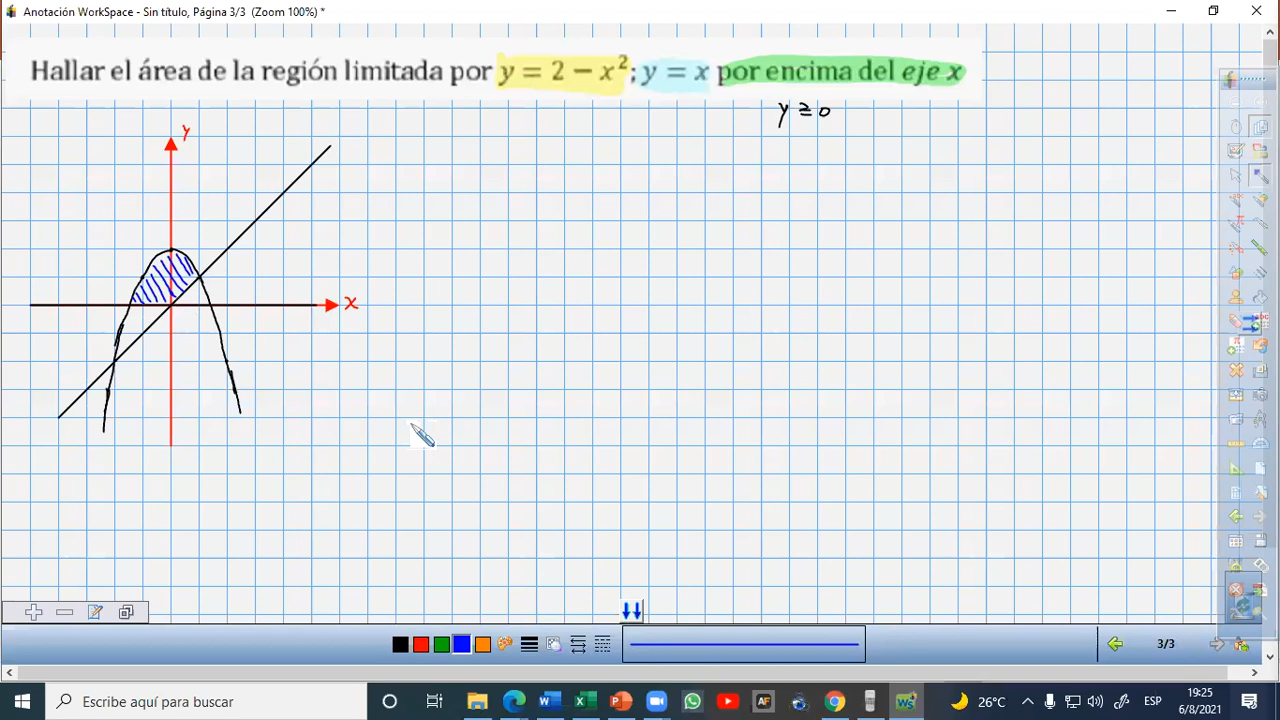 Anotación WorkSpace - Sin título, Página 3/3 (Zoom 100%) *
Hallar el área de la región limitada por y = 2 − x²; y = x por encima del eje x
y ≥ 0
y
x
3/3
Escribe aquí para buscar
26°C
ESP
19:25
6/8/2021